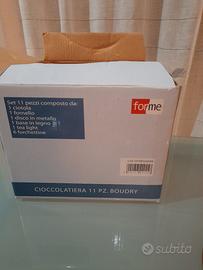 Set 11 pezzi composto da:
1 ciotola
1 fornello
1 disco in metallo
1 base in legno
1 tea light
6 forchettine
forme
CIOCCOLATIERA 11 PZ. BOUDRY
subito